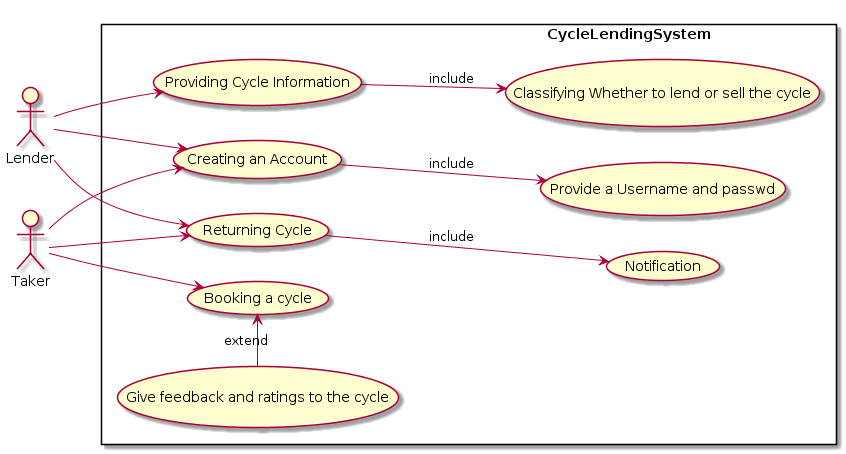 CycleLendingSystem
Providing Cycle Information
include
Classifying Whether to lend or sell the cycle
Lender
Creating an Account
include
Provide a Username and passwd
Returning Cycle
include
Notification
Taker
Booking a cycle
extend
Give feedback and ratings to the cycle